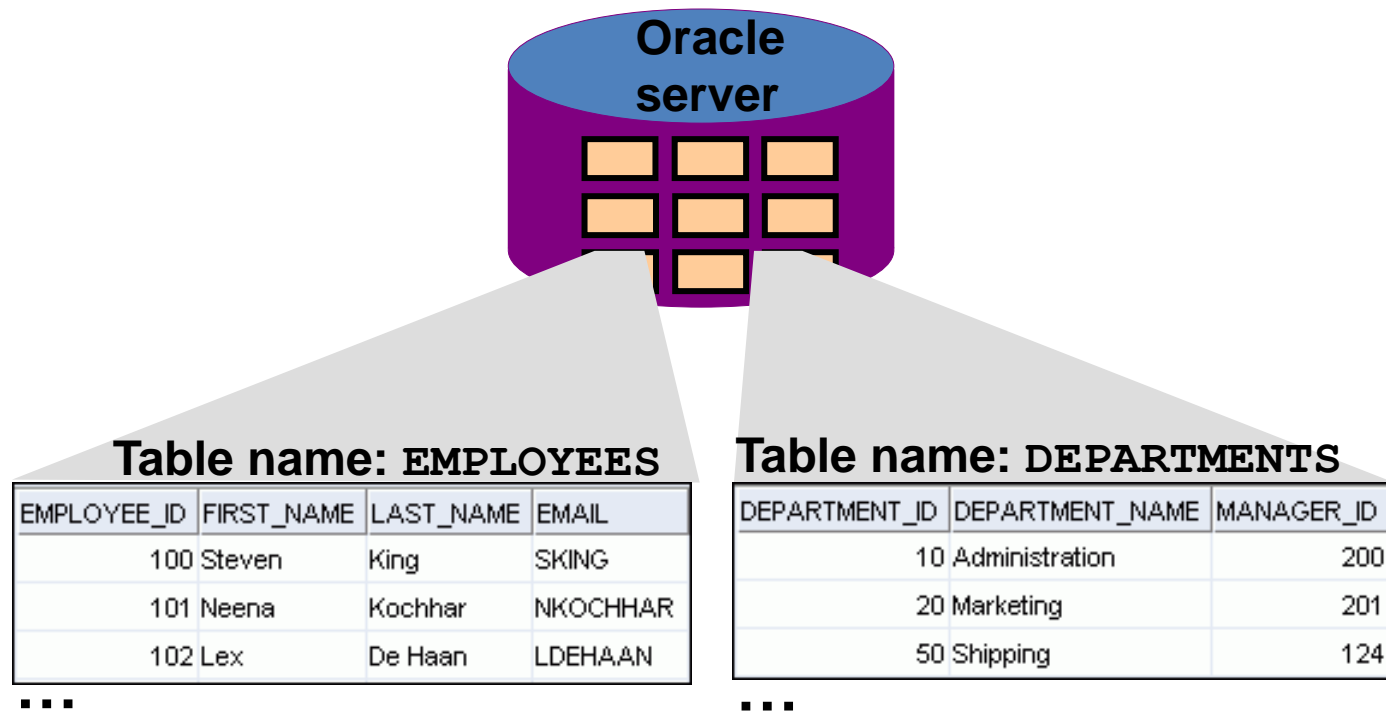 Oracle
server
Table name: EMPLOYEES
EMPLOYEE_ID FIRST_NAME LAST_NAME EMAIL
100 Steven King SKING
101 Neena Kochhar NKOCHHAR
102 Lex De Haan LDEHAAN
...
Table name: DEPARTMENTS
DEPARTMENT_ID DEPARTMENT_NAME MANAGER_ID
10 Administration 200
20 Marketing 201
50 Shipping 124
...